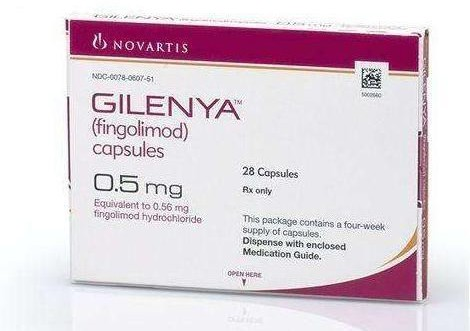 NOVARTIS
NDC-0078-0607-51
GILENYA™
(fingolimod)
capsules
0.5 mg
Equivalent to 0.56 mg
fingolimod hydrochloride
28 Capsules
Rx only
This package contains a four-week
supply of capsules.
Dispense with enclosed
Medication Guide.
OPEN HERE